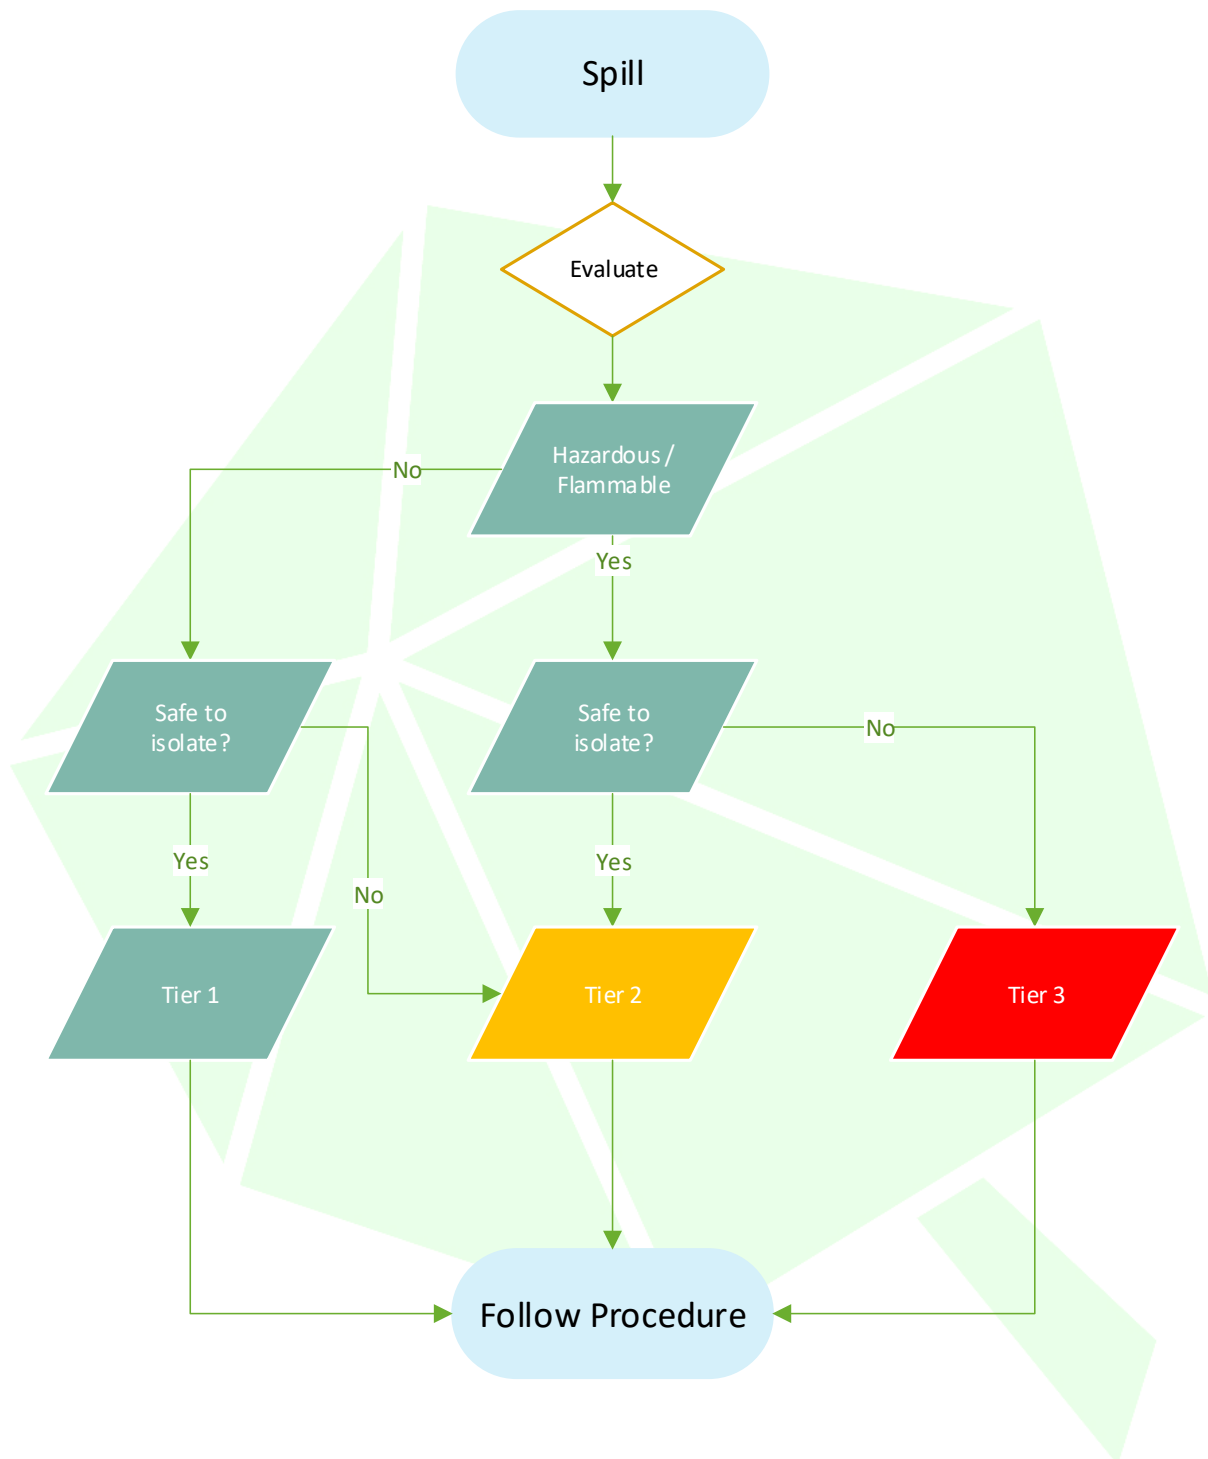 Spill
Evaluate
Hazardous /
Flammable
No
Yes
Safe to
isolate?
Safe to
isolate?
No
Yes
No
Yes
Tier 1
Tier 2
Tier 3
Follow Procedure